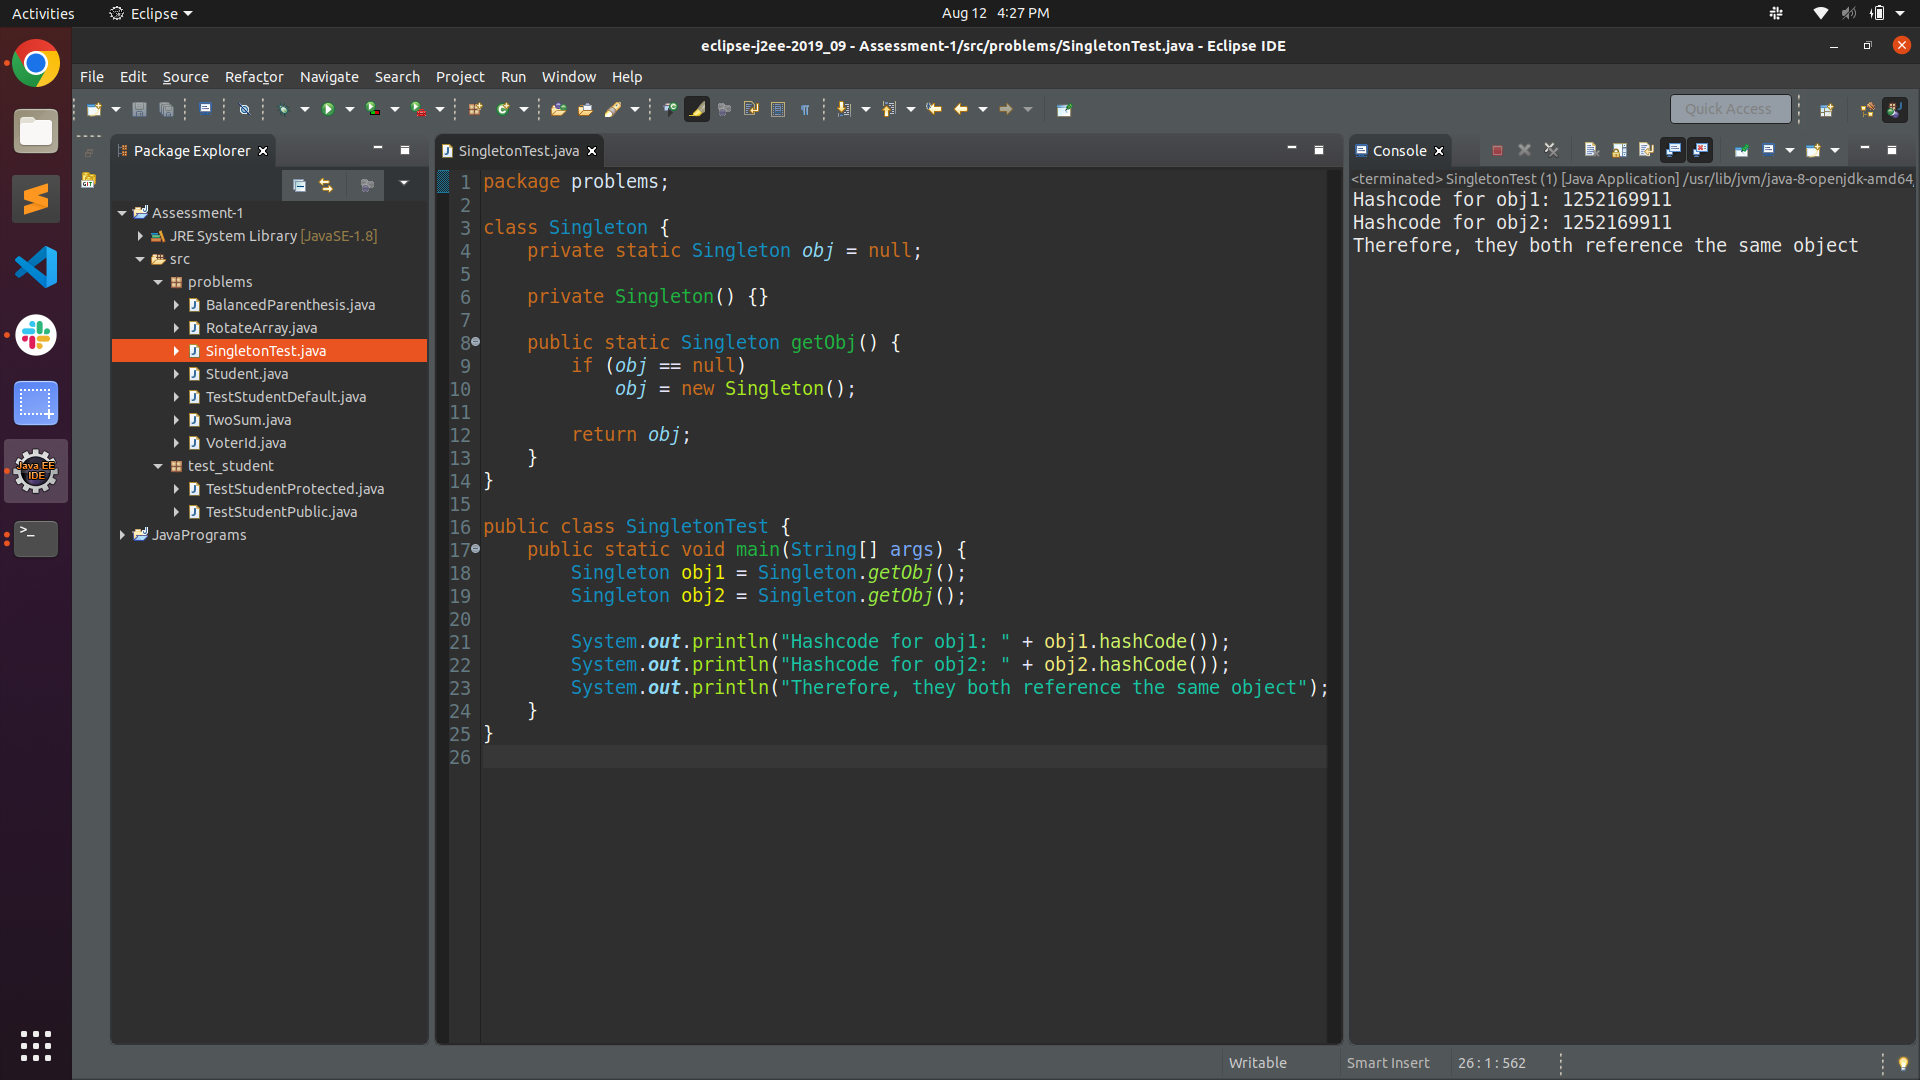 Activities Eclipse Aug 12 4:27 PM
eclipse-j2ee-2019_09 - Assessment-1/src/problems/SingletonTest.java - Eclipse IDE
File Edit Source Refactor Navigate Search Project Run Window Help
Quick Access
Package Explorer
Assessment-1
JRE System Library [JavaSE-1.8]
src
problems
BalancedParenthesis.java
RotateArray.java
SingletonTest.java
Student.java
TestStudentDefault.java
TwoSum.java
VoterId.java
test_student
TestStudentProtected.java
TestStudentPublic.java
JavaPrograms
Java EE
IDE
GIT
SingletonTest.java
1 package problems;
2
3 class Singleton {
4     private static Singleton obj = null;
5
6     private Singleton() {}
7
8     public static Singleton getObj() {
9         if (obj == null)
10             obj = new Singleton();
11
12         return obj;
13     }
14 }
15
16 public class SingletonTest {
17     public static void main(String[] args) {
18         Singleton obj1 = Singleton.getObj();
19         Singleton obj2 = Singleton.getObj();
20
21         System.out.println("Hashcode for obj1: " + obj1.hashCode());
22         System.out.println("Hashcode for obj2: " + obj2.hashCode());
23         System.out.println("Therefore, they both reference the same object");
24     }
25 }
26
Console
<terminated> SingletonTest (1) [Java Application] /usr/lib/jvm/java-8-openjdk-amd64
Hashcode for obj1: 1252169911
Hashcode for obj2: 1252169911
Therefore, they both reference the same object
Writable Smart Insert 26 : 1 : 562